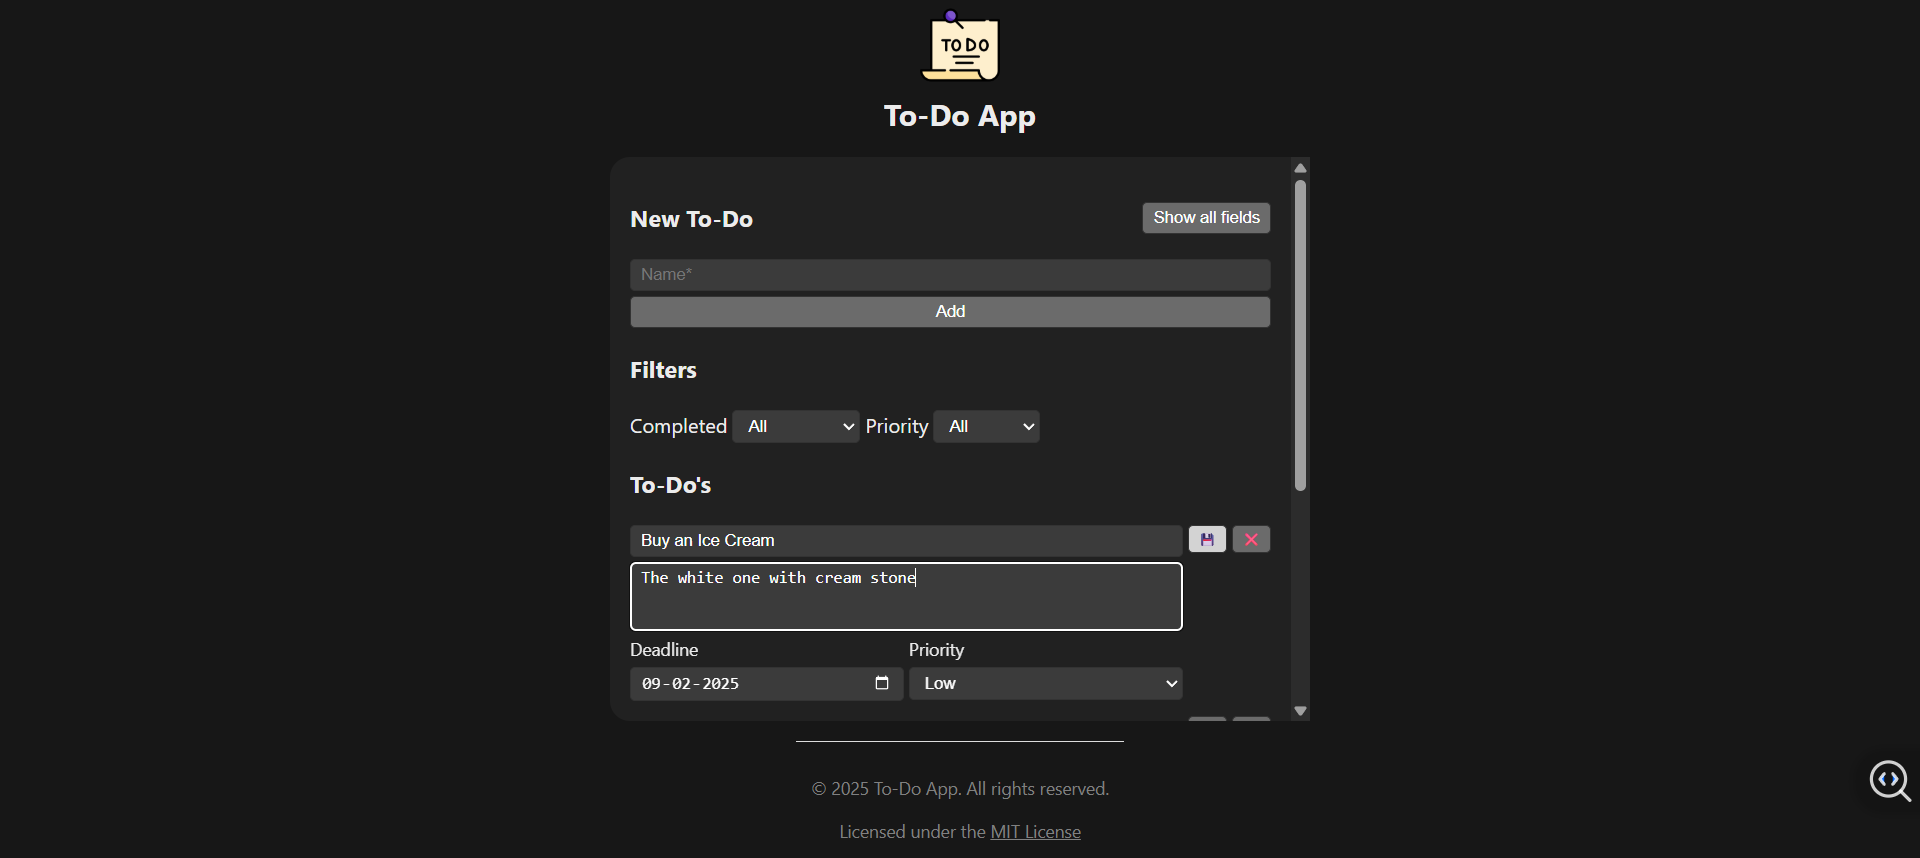 TO DO
To-Do App
New To-Do
Show all fields
Name*
Add
Filters
Completed All Priority All
To-Do's
Buy an Ice Cream
The white one with cream stone
Deadline Priority
09-02-2025 Low
© 2025 To-Do App. All rights reserved.
Licensed under the MIT License